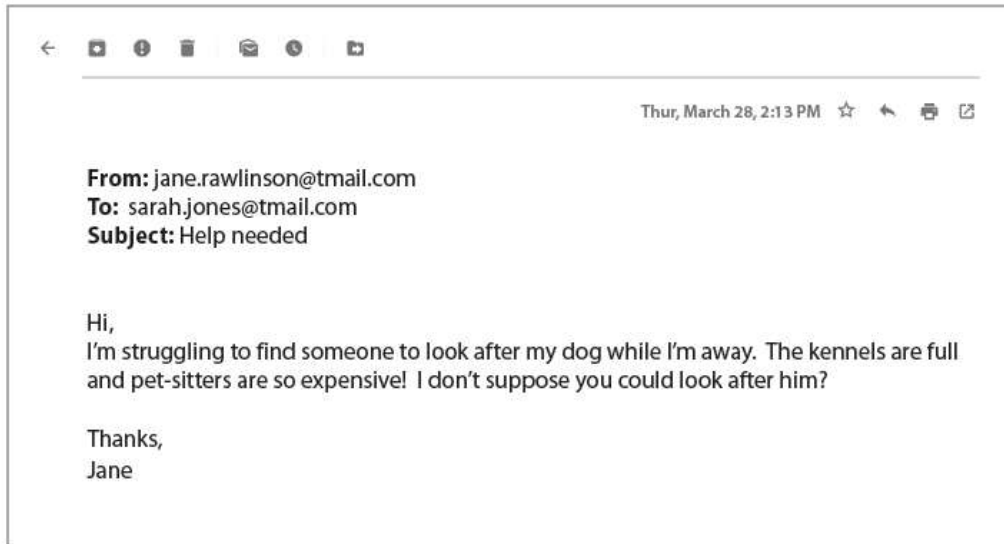 Thur, March 28, 2:13 PM
From: jane.rawlinson@tmail.com
To: sarah.jones@tmail.com
Subject: Help needed
Hi,
I'm struggling to find someone to look after my dog while I'm away. The kennels are full
and pet-sitters are so expensive! I don't suppose you could look after him?
Thanks,
Jane